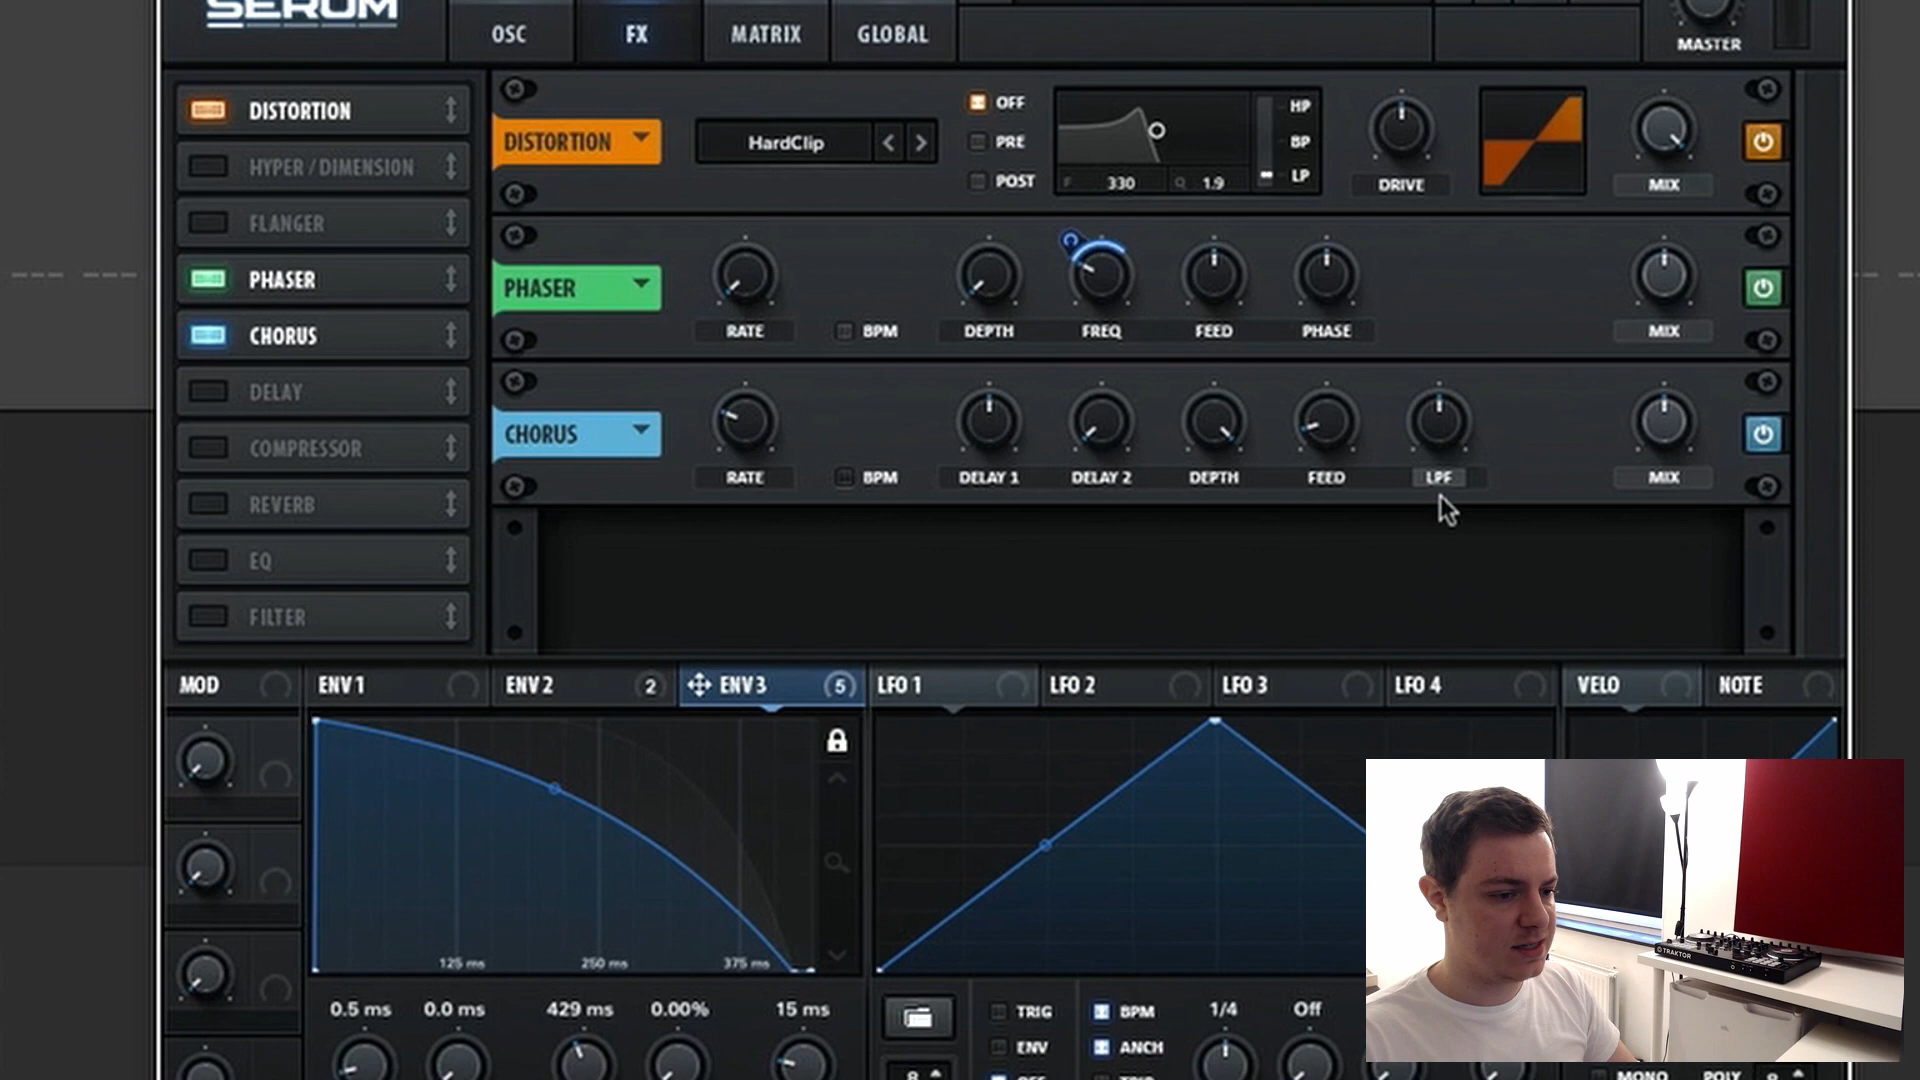 SERUM
OSC
FX
MATRIX
GLOBAL
MASTER
DISTORTION
HYPER / DIMENSION
FLANGER
PHASER
CHORUS
DELAY
COMPRESSOR
REVERB
EQ
FILTER
DISTORTION
HardClip
OFF
PRE
POST
F 330 Q 1.9
HP
BP
LP
DRIVE
MIX
PHASER
RATE
BPM
DEPTH
FREQ
FEED
PHASE
MIX
CHORUS
RATE
BPM
DELAY 1
DELAY 2
DEPTH
FEED
LPF
MIX
MOD
ENV 1
ENV 2 2
ENV 3 5
LFO 1
LFO 2
LFO 3
LFO 4
VELO
NOTE
125 ms
250 ms
375 ms
0.5 ms
0.0 ms
429 ms
0.00%
15 ms
TRIG
BPM
1/4
Off
ENV
ANCH
TRAKTOR
MONO
POLY